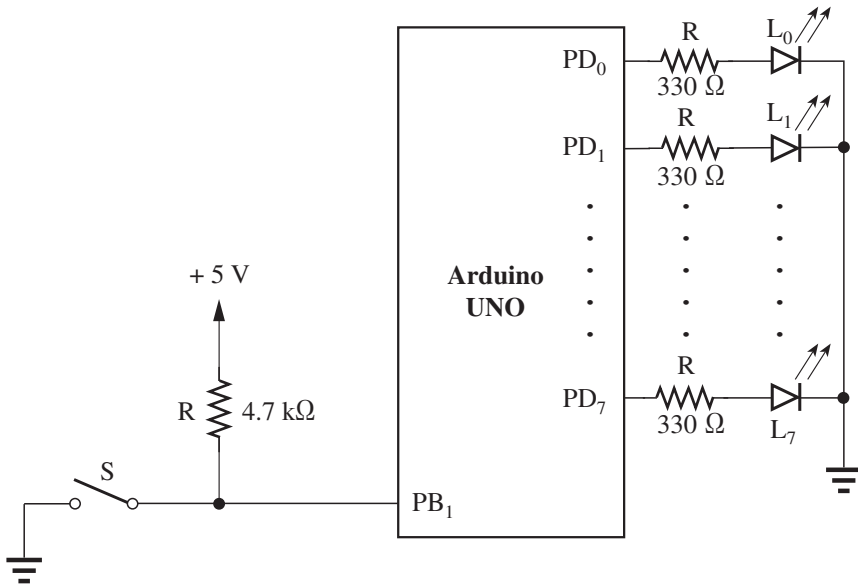 R
L₀
PD₀
330 Ω
R
L₁
PD₁
330 Ω
+ 5 V
Arduino
UNO
R
PD₇
R
4.7 kΩ
330 Ω
L₇
S
PB₁